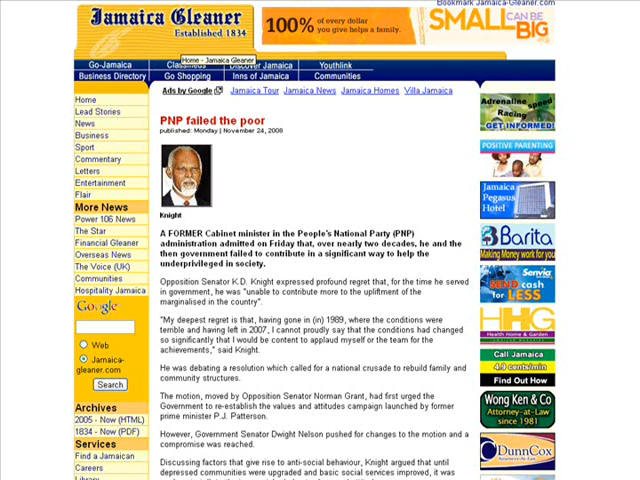 Bookmark Jamaica-Gleaner.com
Jamaica Gleaner
Established 1834
100% of every dollar
you give helps a family.
SMALL CAN BE BIG
Home - Jamaica Gleaner
Go-Jamaica
Classifieds
Discover Jamaica
Youthlink
Business Directory
Go Shopping
Inns of Jamaica
Communities
Ads by Google
Jamaica Tour
Jamaica News
Jamaica Homes
Villa Jamaica
Home
Lead Stories
News
Business
Sport
Commentary
Letters
Entertainment
Flair
More News
Power 106 News
The Star
Financial Gleaner
Overseas News
The Voice (UK)
Communities
Hospitality Jamaica
Google
Web
Jamaica-
gleaner.com
Search
Archives
2005 - Now (HTML)
1834 - Now (PDF)
Services
Find a Jamaican
Careers
Library
PNP failed the poor
published: Monday | November 24, 2008
Knight
A FORMER Cabinet minister in the People's National Party (PNP)
administration admitted on Friday that, over nearly two decades, he and the
then government failed to contribute in a significant way to help the
underprivileged in society.
Opposition Senator K.D. Knight expressed profound regret that, for the time he served
in government, he was "unable to contribute more to the upliftment of the
marginalised in the country".
"My deepest regret is that, having gone in (in) 1989, where the conditions were
terrible and having left in 2007, I cannot proudly say that the conditions had changed
so significantly that I would be content to applaud myself or the team for the
achievements," said Knight.
He was debating a resolution which called for a national crusade to rebuild family and
community structures.
The motion, moved by Opposition Senator Norman Grant, had first urged the
Government to re-establish the values and attitudes campaign launched by former
prime minister P.J. Patterson.
However, Government Senator Dwight Nelson pushed for changes to the motion and a
compromise was reached.
Discussing factors that give rise to anti-social behaviour, Knight argued that until
depressed communities were upgraded and basic social services improved, it was
Adrenaline speed
Racing
GET INFORMED!
POSITIVE PARENTING
Jamaica
Pegasus
Hotel
Barita
Making Money work for you
Senvia
SEND cash
for LESS
HHG
Health Home & Garden
Call Jamaica
4.9 cents/min
Find Out How
Wong Ken & Co
Attorney-at-Law
since 1981
DunnCox